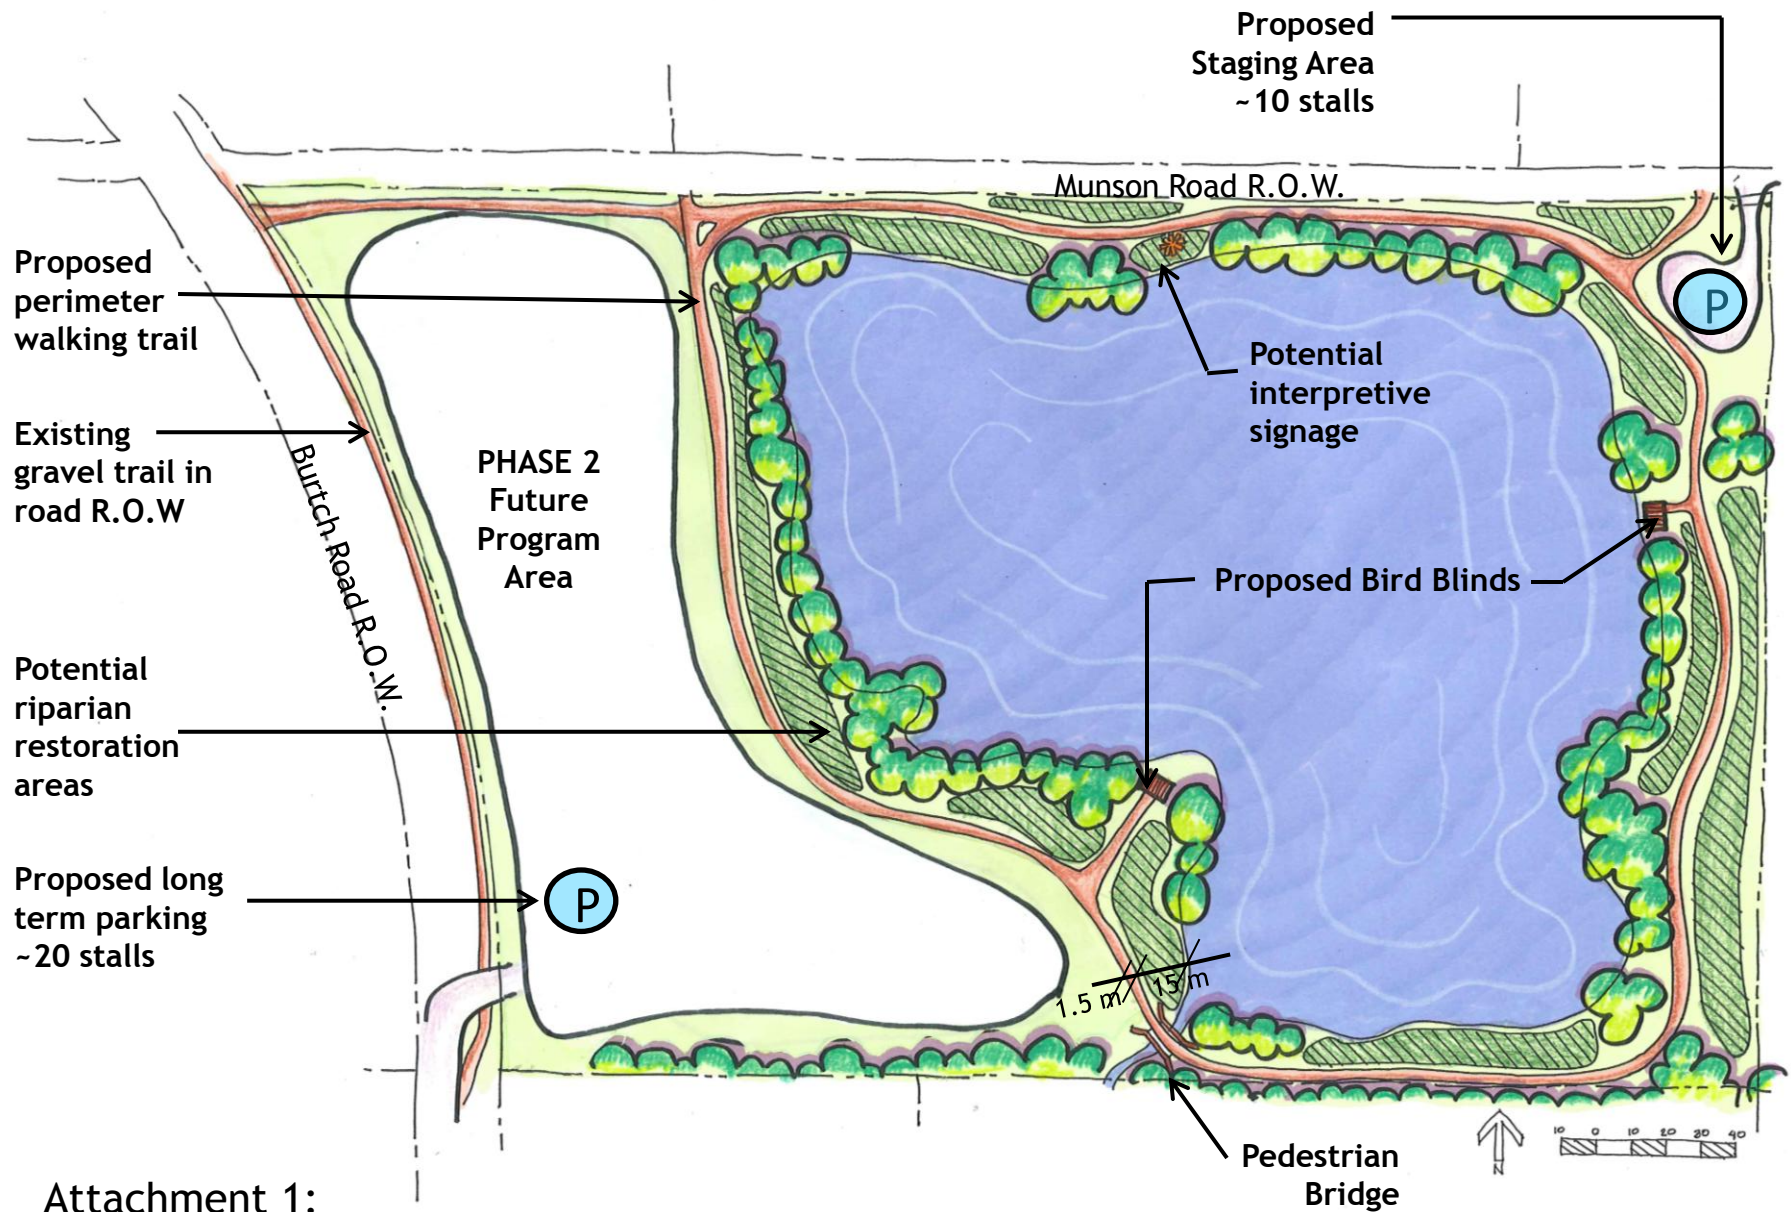 Proposed
Staging Area
~10 stalls
Munson Road R.O.W.
Proposed
perimeter
walking trail
P
Potential
interpretive
signage
Existing
gravel trail in
road R.O.W
Burtch Road R.O.W.
PHASE 2
Future
Program
Area
Proposed Bird Blinds
Potential
riparian
restoration
areas
Proposed long
term parking
~20 stalls
P
1.5 m
15 m
Pedestrian
Bridge
N
10 0 10 20 30 40
Attachment 1: